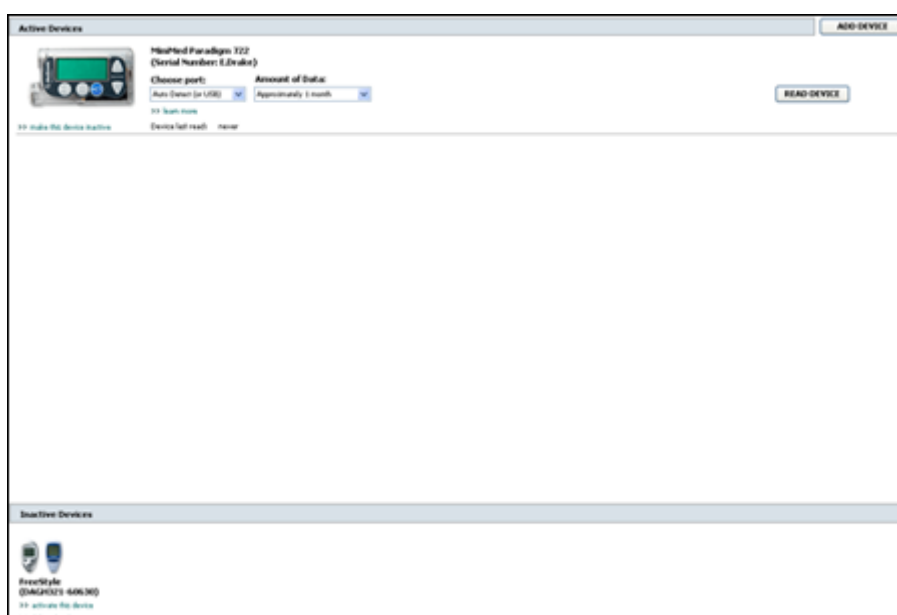 Active Devices
ADD DEVICE
MiniMed Paradigm 722
(Serial Number: E.Drake)
Choose port:
Amount of Data:
Auto Detect (or USB)
Approximately 1 month
READ DEVICE
>> learn more
>> make this device inactive
Device last read: never
Inactive Devices
FreeStyle
>> activate this device